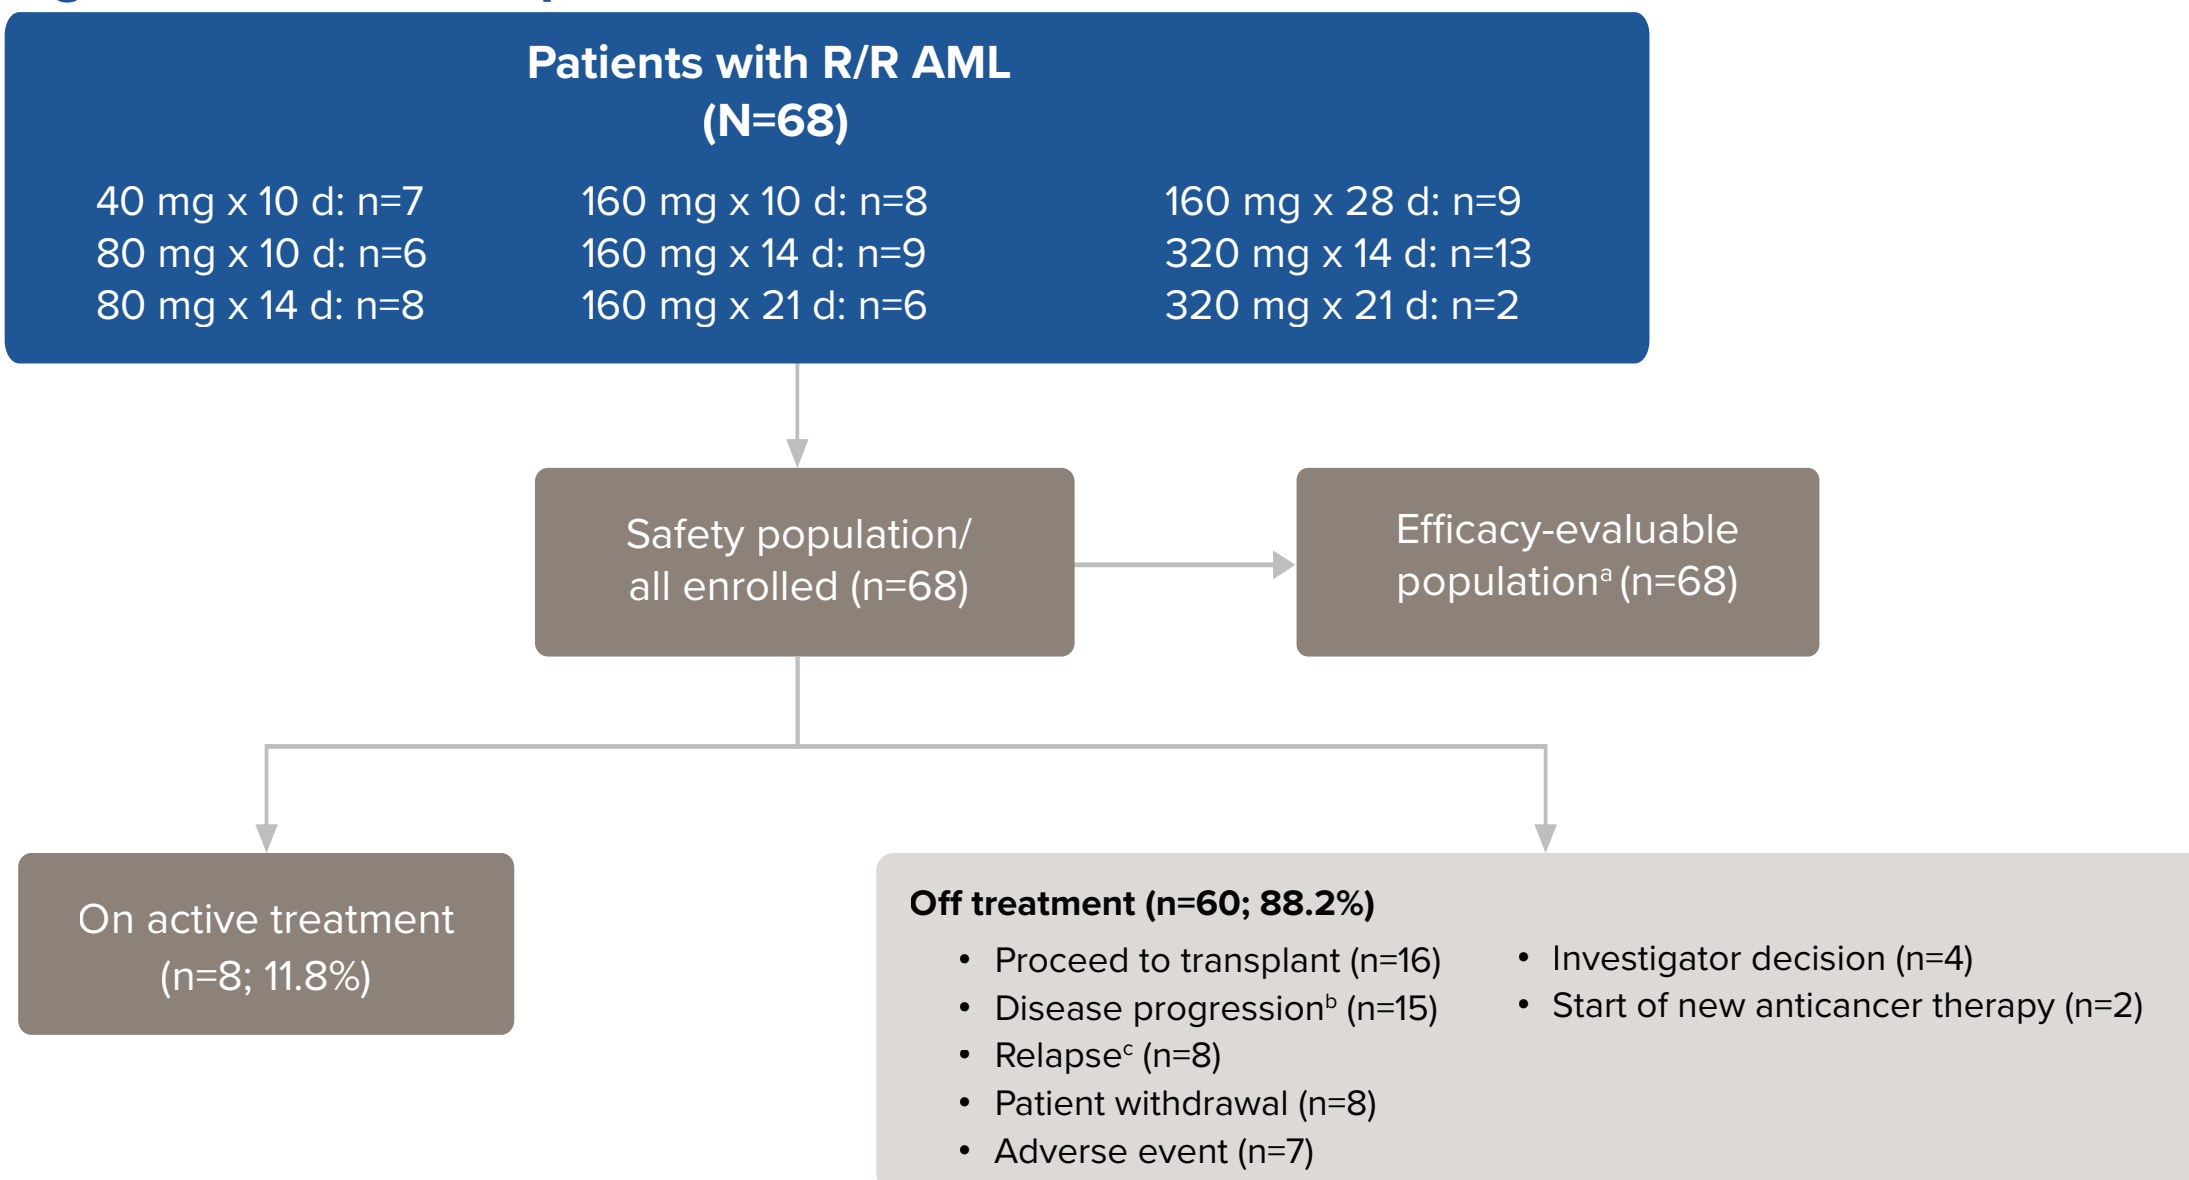 Patients with R/R AML
(N=68)
40 mg x 10 d: n=7
80 mg x 10 d: n=6
80 mg x 14 d: n=8
160 mg x 10 d: n=8
160 mg x 14 d: n=9
160 mg x 21 d: n=6
160 mg x 28 d: n=9
320 mg x 14 d: n=13
320 mg x 21 d: n=2
Safety population/
all enrolled (n=68)
Efficacy-evaluable
populationᵃ (n=68)
On active treatment
(n=8; 11.8%)
Off treatment (n=60; 88.2%)
• Proceed to transplant (n=16)
• Disease progressionᵇ (n=15)
• Relapseᶜ (n=8)
• Patient withdrawal (n=8)
• Adverse event (n=7)
• Investigator decision (n=4)
• Start of new anticancer therapy (n=2)